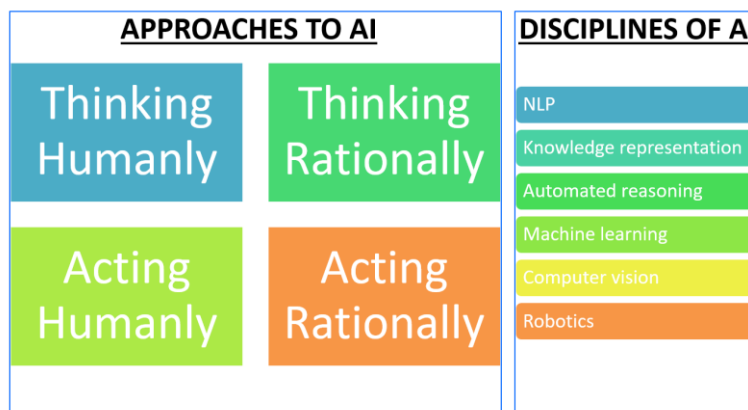 APPROACHES TO AI
Thinking
Humanly
Thinking
Rationally
Acting
Humanly
Acting
Rationally
DISCIPLINES OF A
NLP
Knowledge representation
Automated reasoning
Machine learning
Computer vision
Robotics